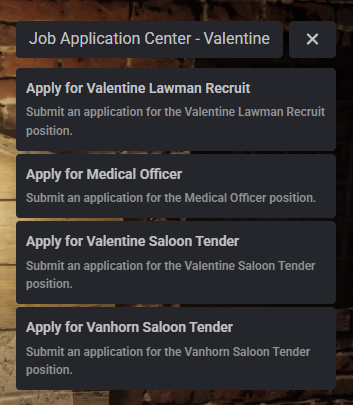 Job Application Center - Valentine
Apply for Valentine Lawman Recruit
Submit an application for the Valentine Lawman Recruit
position.
Apply for Medical Officer
Submit an application for the Medical Officer position.
Apply for Valentine Saloon Tender
Submit an application for the Valentine Saloon Tender
position.
Apply for Vanhorn Saloon Tender
Submit an application for the Vanhorn Saloon Tender
position.